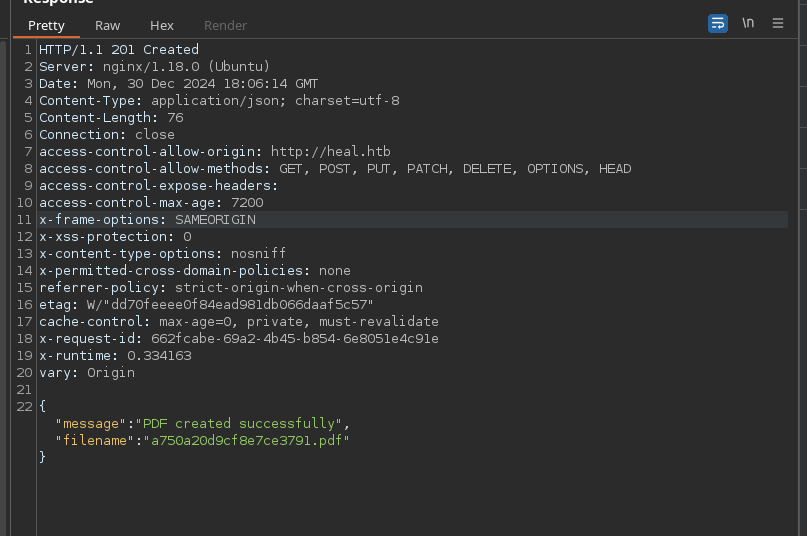 Response
Pretty Raw Hex Render \n
1 HTTP/1.1 201 Created
2 Server: nginx/1.18.0 (Ubuntu)
3 Date: Mon, 30 Dec 2024 18:06:14 GMT
4 Content-Type: application/json; charset=utf-8
5 Content-Length: 76
6 Connection: close
7 access-control-allow-origin: http://heal.htb
8 access-control-allow-methods: GET, POST, PUT, PATCH, DELETE, OPTIONS, HEAD
9 access-control-expose-headers:
10 access-control-max-age: 7200
11 x-frame-options: SAMEORIGIN
12 x-xss-protection: 0
13 x-content-type-options: nosniff
14 x-permitted-cross-domain-policies: none
15 referrer-policy: strict-origin-when-cross-origin
16 etag: W/"dd70feeee0f84ead981db066daaf5c57"
17 cache-control: max-age=0, private, must-revalidate
18 x-request-id: 662fcabe-69a2-4b45-b854-6e8051e4c91e
19 x-runtime: 0.334163
20 vary: Origin
21
22 {
"message":"PDF created successfully",
"filename":"a750a20d9cf8e7ce3791.pdf"
}